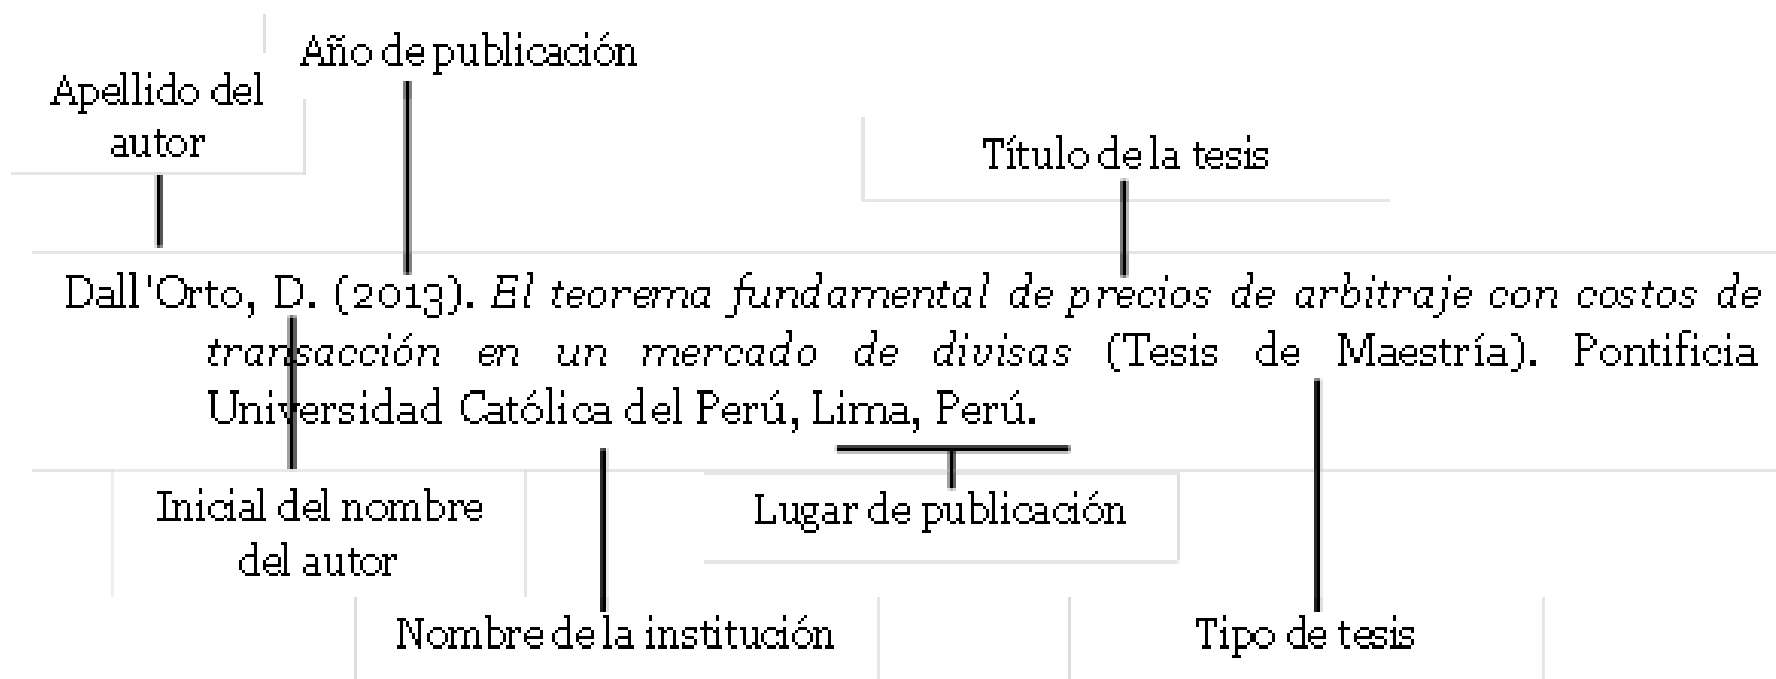 Año de publicación
Apellido del
autor
Título de la tesis
Dall'Orto, D. (2013). El teorema fundamental de precios de arbitraje con costos de
transacción en un mercado de divisas (Tesis de Maestría). Pontificia
Universidad Católica del Perú, Lima, Perú.
Inicial del nombre
del autor
Lugar de publicación
Nombre de la institución
Tipo de tesis